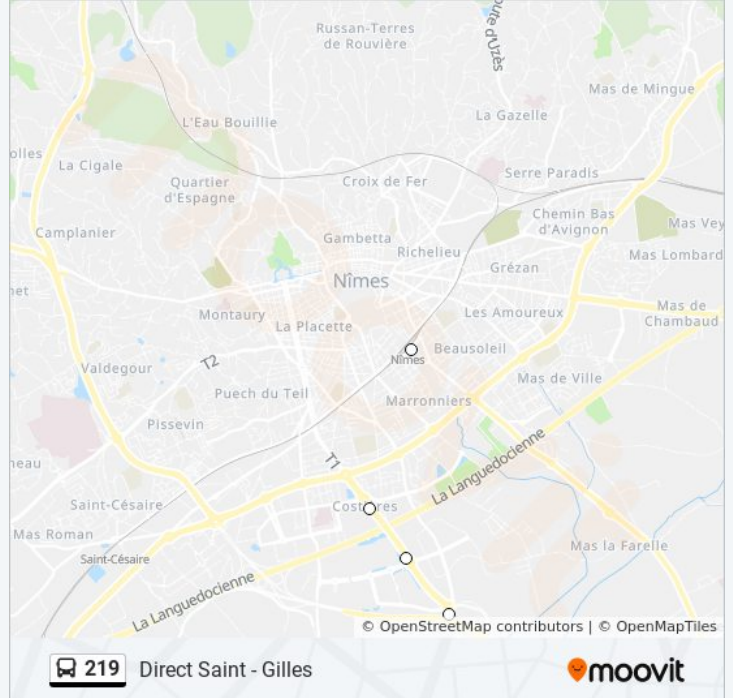 oute d'Uzès
Russan-Terres
de Rouvière
Mas de Mingue
La Gazelle
L'Eau Bouillie
olles
La Cigale
Serre Paradis
Quartier
d'Espagne
Croix de Fer
Chemin Bas
d'Avignon
Mas Vey
Camplanier
Gambetta
Richelieu
Mas Lombard
Grézan
Nîmes
net
Mas de
Chambaud
Montaury
La Placette
Les Amoureux
Nîmes
Beausoleil
T2
Valdegour
Mas de Ville
Puech du Teil
Marronniers
Pissevin
La Languedocienne
neau
T1
Saint-Césaire
Mas Roman
Mas la Farelle
Saint-Césaire
La Languedocienne
© OpenStreetMap contributors | © OpenMapTiles
219 Direct Saint - Gilles
moovit